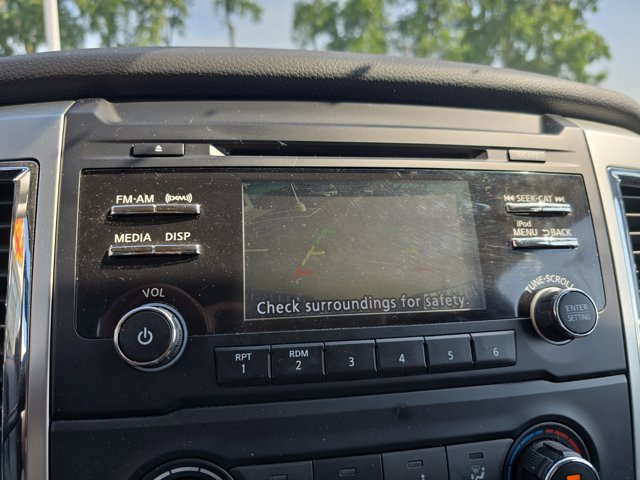 FM·AM ((XM))
MEDIA DISP
VOL
SEEK·CAT
iPod
MENU BACK
TUNE·SCROLL
ENTER
SETTING
Check surroundings for safety.
RPT
1
RDM
2
3
4
5
6